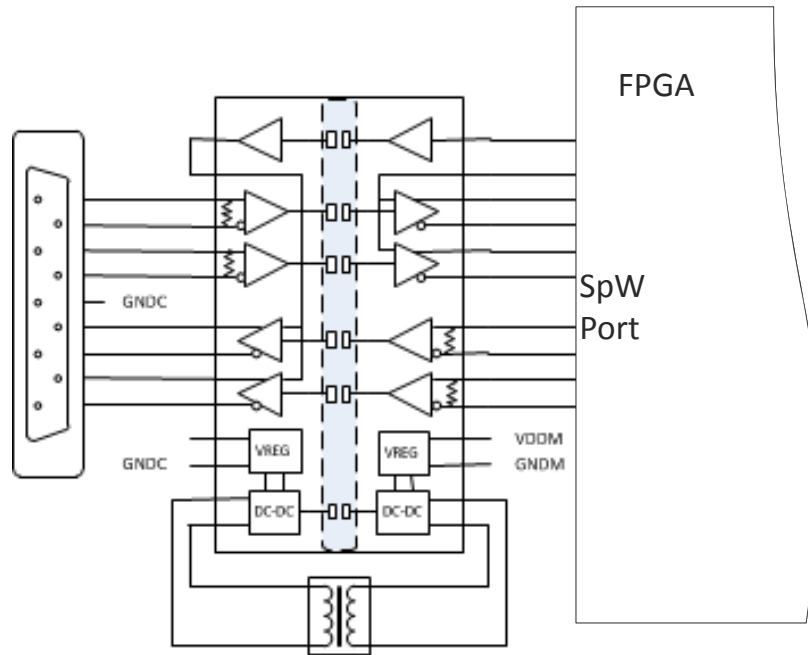 FPGA
SpW
Port
GNDC
GNDC
VREG
VREG
VDDM
GNDM
DC-DC
DC-DC